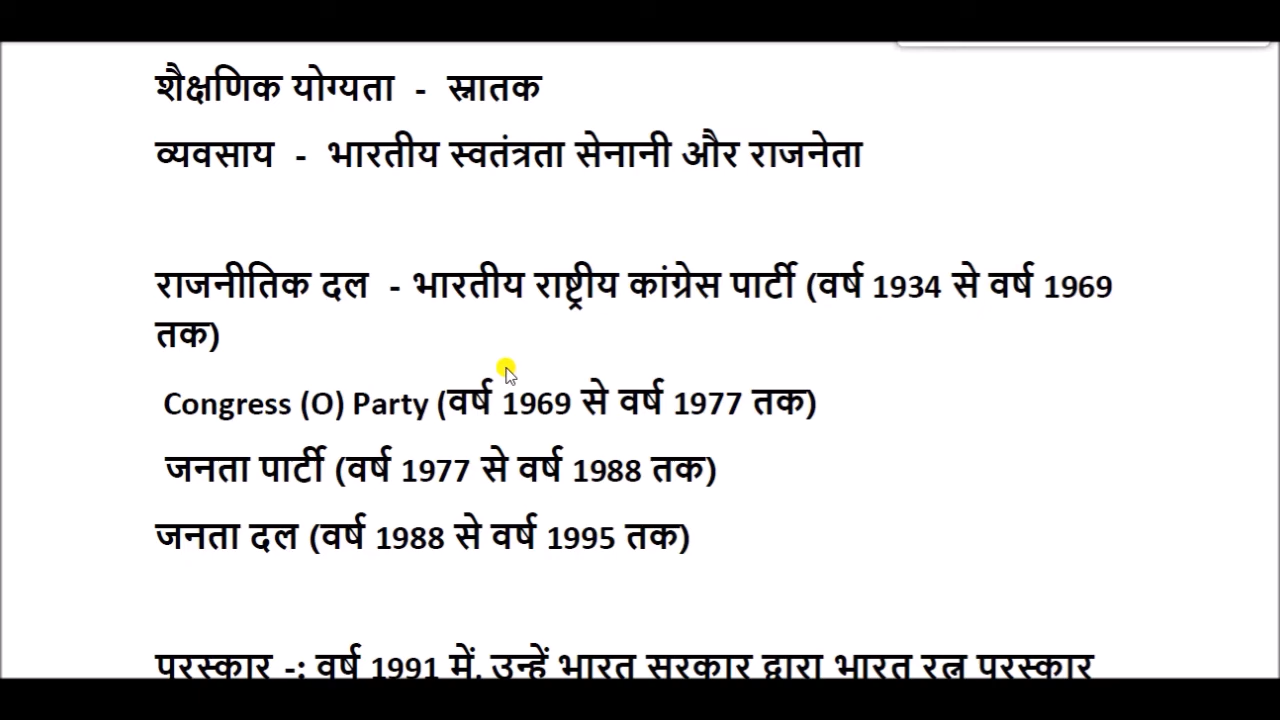 शैक्षणिक योग्यता - स्नातक
व्यवसाय - भारतीय स्वतंत्रता सेनानी और राजनेता
राजनीतिक दल - भारतीय राष्ट्रीय कांग्रेस पार्टी (वर्ष 1934 से वर्ष 1969
तक)
Congress (O) Party (वर्ष 1969 से वर्ष 1977 तक)
जनता पार्टी (वर्ष 1977 से वर्ष 1988 तक)
जनता दल (वर्ष 1988 से वर्ष 1995 तक)
पुरस्कार -: वर्ष 1991 में, उन्हें भारत सरकार द्वारा भारत रत्न पुरस्कार